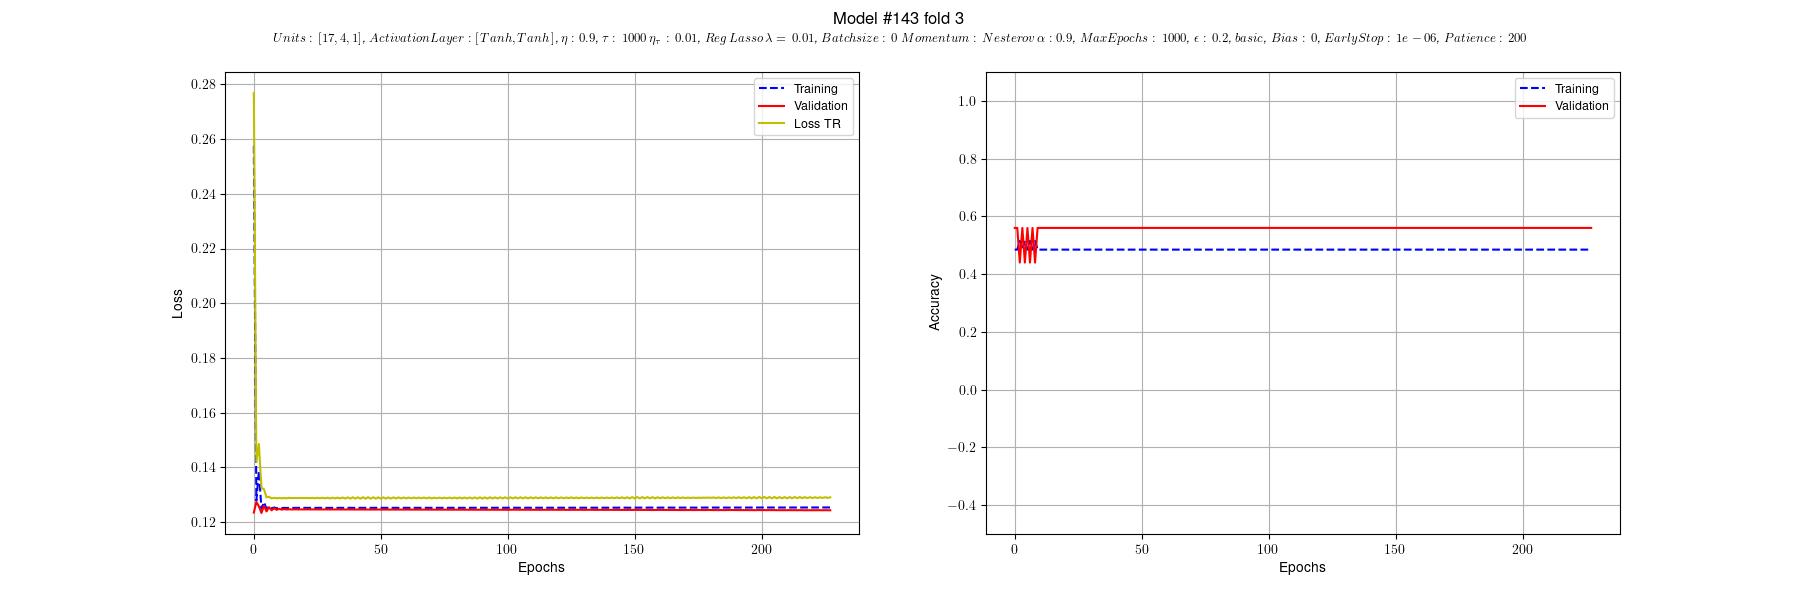 Model #143 fold 3
Units : [17, 4, 1], ActivationLayer : [Tanh, Tanh], η : 0.9, τ : 1000 η_τ : 0.01, Reg Lasso λ = 0.01, Batchsize : 0 Momentum : Nesterov α : 0.9, MaxEpochs : 1000, ϵ : 0.2, basic, Bias : 0, EarlyStop : 1e − 06, Patience : 200
0.28
0.26
0.24
0.22
0.20
0.18
0.16
0.14
0.12
Loss
0 50 100 150 200
Epochs
Training
Validation
Loss TR
1.0
0.8
0.6
0.4
0.2
0.0
−0.2
−0.4
Accuracy
0 50 100 150 200
Epochs
Training
Validation